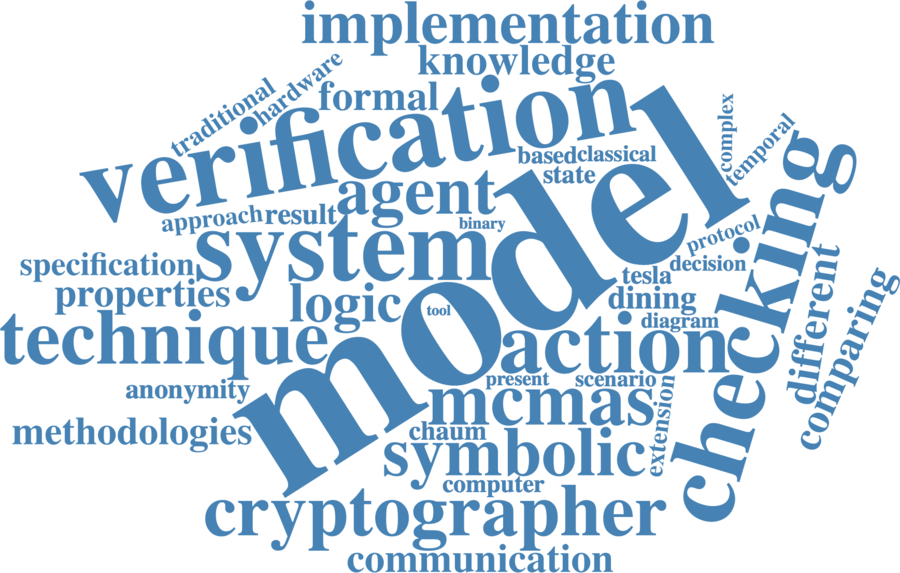 implementation
knowledge
hardware
traditional
formal
verification
complex
temporal
based
classical
state
agent
model
checking
approach
result
binary
protocol
system
specification
decision
tesla
properties
logic
tool
dining
diagram
different
comparing
technique
action
present
scenario
anonymity
mcmas
extension
methodologies
chaum
symbolic
computer
cryptographer
communication